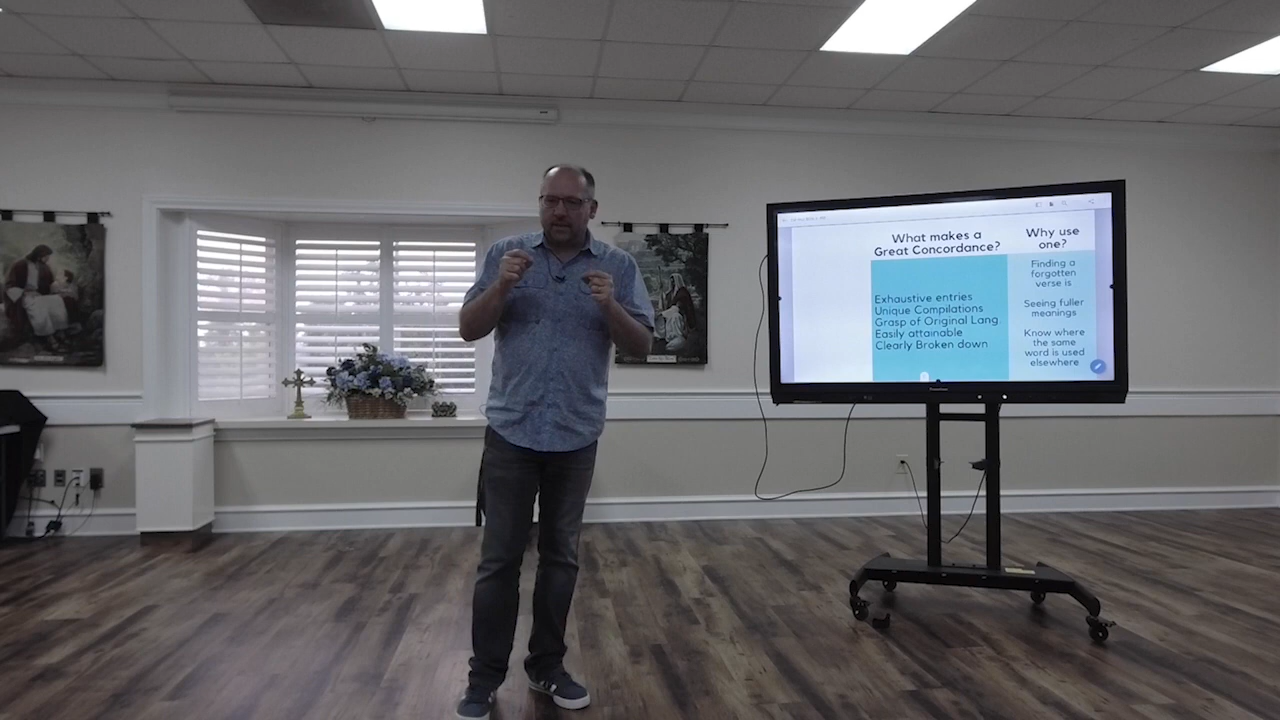 What makes a
Great Concordance?
Exhaustive entries
Unique Compilations
Grasp of Original Lang.
Easily attainable
Clearly Broken down
Why use
one?
Finding a
forgotten
verse is
Seeing fuller
meanings
Know where
the same
word is used
elsewhere